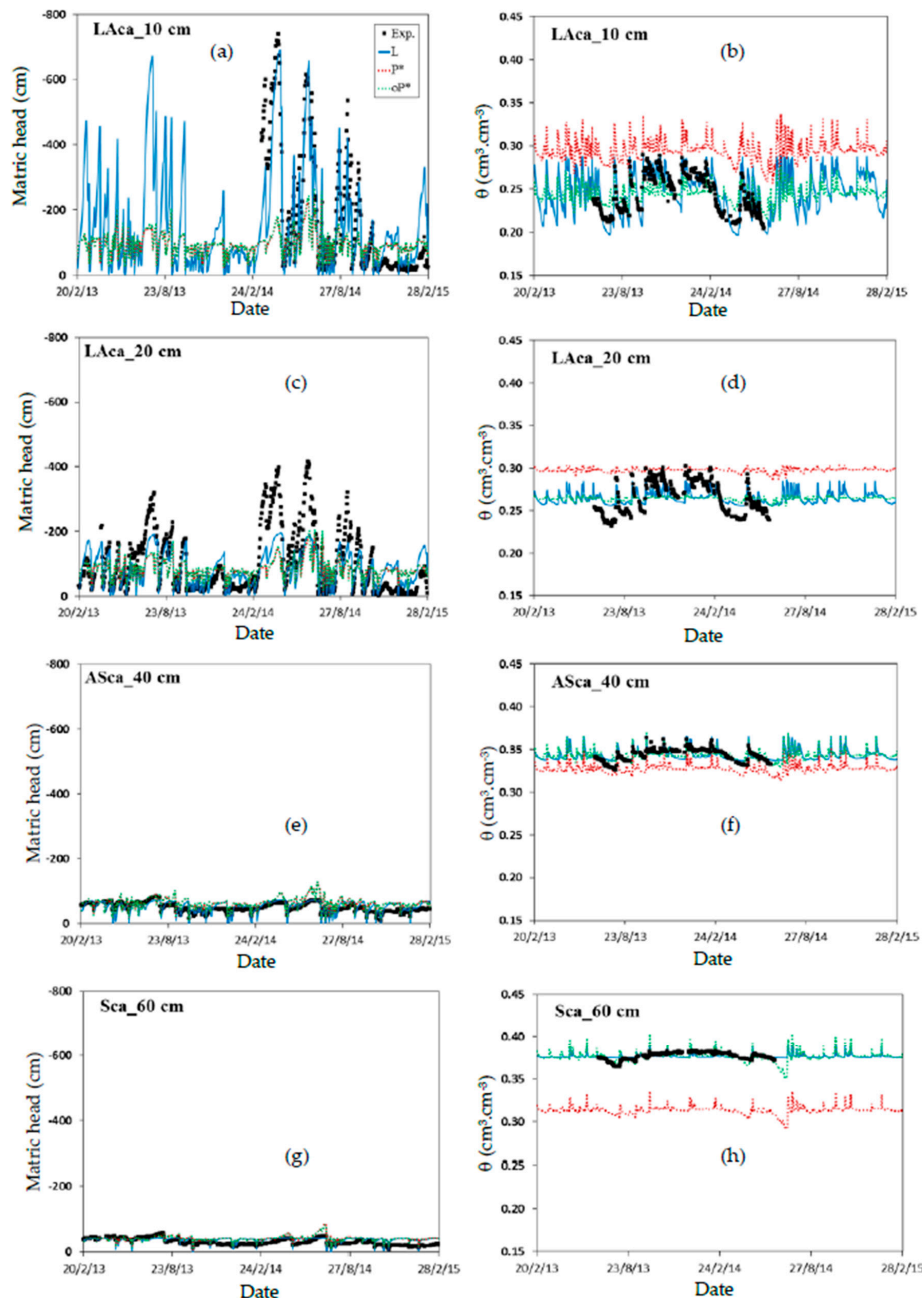 LAca_10 cm
(a)
Exp.
L
P*
oP*
Matric head (cm)
-800
-600
-400
-200
0
20/2/13 23/8/13 24/2/14 27/8/14 28/2/15
Date
LAca_10 cm
(b)
θ (cm³.cm⁻³)
0.45
0.40
0.35
0.30
0.25
0.20
0.15
20/2/13 23/8/13 24/2/14 27/8/14 28/2/15
Date
LAca_20 cm
(c)
Matric head (cm)
-800
-600
-400
-200
0
20/2/13 23/8/13 24/2/14 27/8/14 28/2/15
Date
LAca_20 cm
(d)
θ (cm³.cm⁻³)
0.45
0.40
0.35
0.30
0.25
0.20
0.15
20/2/13 23/8/13 24/2/14 27/8/14 28/2/15
Date
ASca_40 cm
(e)
Matric head (cm)
-800
-600
-400
-200
0
20/2/13 23/8/13 24/2/14 27/8/14 28/2/15
Date
ASca_40 cm
(f)
θ (cm³.cm⁻³)
0.45
0.40
0.35
0.30
0.25
0.20
0.15
20/2/13 23/8/13 24/2/14 27/8/14 28/2/15
Date
Sca_60 cm
(g)
Matric head (cm)
-800
-600
-400
-200
0
20/2/13 23/8/13 24/2/14 27/8/14 28/2/15
Date
Sca_60 cm
(h)
θ (cm³.cm⁻³)
0.45
0.40
0.35
0.30
0.25
0.20
0.15
20/2/13 23/8/13 24/2/14 27/8/14 28/2/15
Date